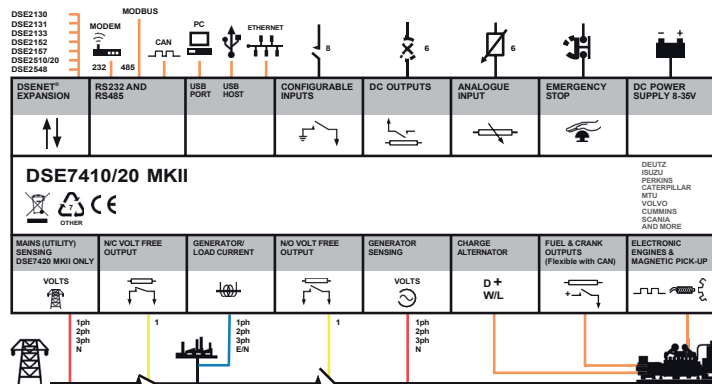 DSE2130
DSE2131
DSE2133
DSE2152
DSE2157
DSE2510/20
DSE2548
MODEM
MODBUS
232
485
CAN
PC
ETHERNET
8
6
6
DSENET®
EXPANSION
RS232 AND
RS485
USB
PORT
USB
HOST
CONFIGURABLE
INPUTS
DC OUTPUTS
ANALOGUE
INPUT
EMERGENCY
STOP
DC POWER
SUPPLY 8-35V
DSE7410/20 MKII
7
OTHER
CE
DEUTZ
ISUZU
PERKINS
CATERPILLAR
MTU
VOLVO
CUMMINS
SCANIA
AND MORE
MAINS (UTILITY)
SENSING
DSE7420 MKII ONLY
N/C VOLT FREE
OUTPUT
GENERATOR/
LOAD CURRENT
N/O VOLT FREE
OUTPUT
GENERATOR
SENSING
CHARGE
ALTERNATOR
FUEL & CRANK
OUTPUTS
(Flexible with CAN)
ELECTRONIC
ENGINES &
MAGNETIC PICK-UP
VOLTS
VOLTS
D+
W/L
1ph
2ph
3ph
N
1
1ph
2ph
3ph
E/N
1
1ph
2ph
3ph
N